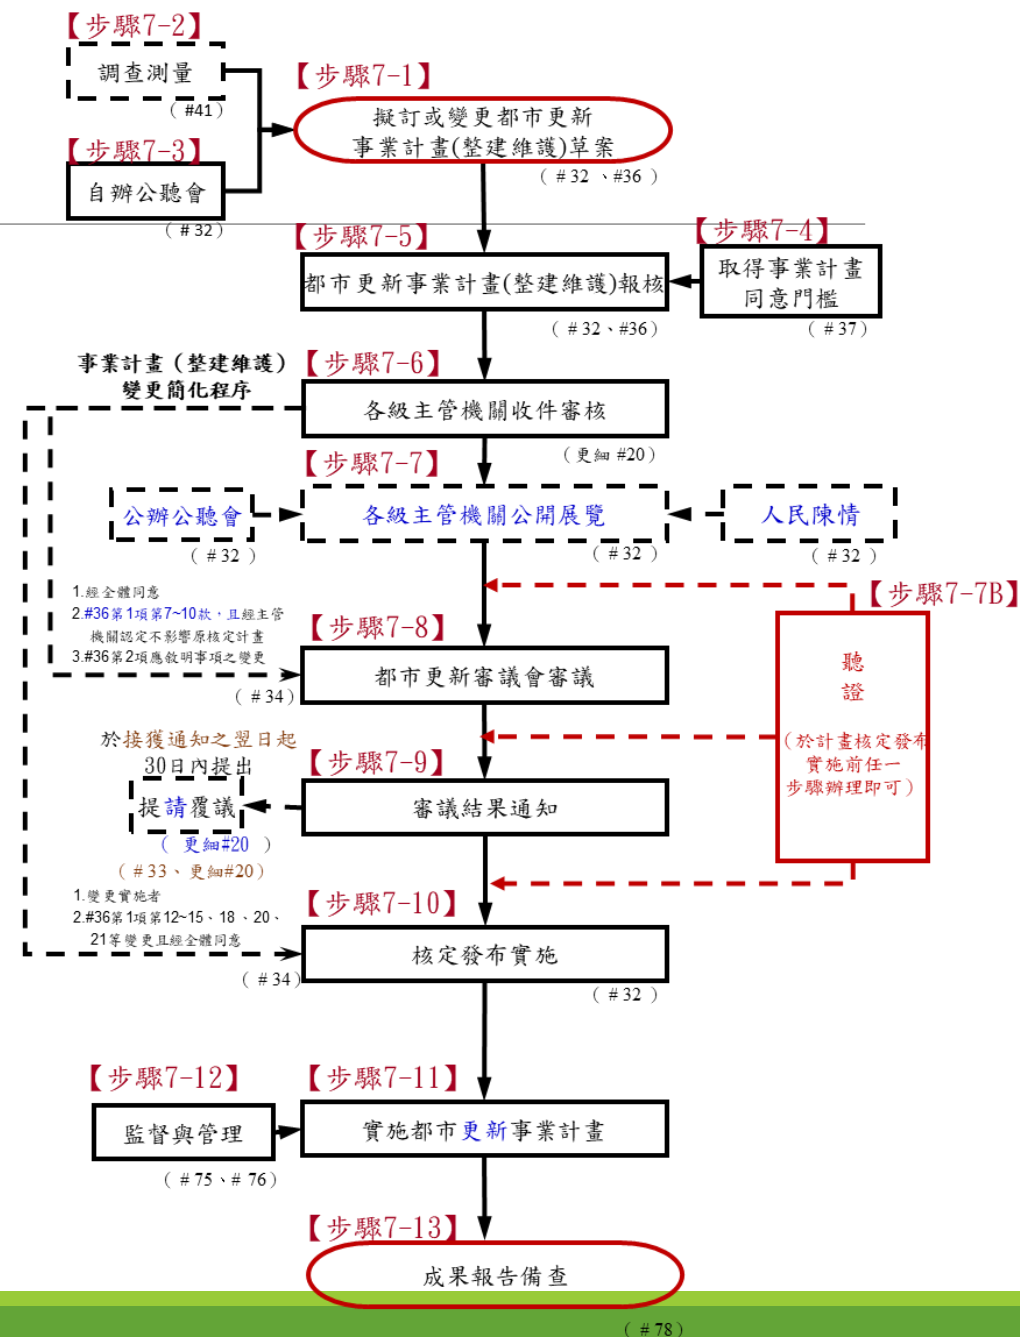 【步驟7-2】
調查測量
（ #41）
【步驟7-3】
自辦公聽會
（ #32）
【步驟7-1】
擬訂或變更都市更新
事業計畫(整建維護)草案
（ #32 、#36 ）
【步驟7-5】
都市更新事業計畫(整建維護)報核
（ #32、#36）
【步驟7-4】
取得事業計畫
同意門檻
（ #37）
事業計畫（整建維護）
變更簡化程序
【步驟7-6】
各級主管機關收件審核
（更細 #20）
【步驟7-7】
公辦公聽會
（ #32 ）
各級主管機關公開展覽
（ #32 ）
人民陳情
（ #32 ）
1.經全體同意
2.#36第1項第7~10款，且經主管
機關認定不影響原核定計畫
3.#36第2項應敘明事項之變更
（ #34）
【步驟7-8】
都市更新審議會審議
【步驟7-7B】
聽
證
（於計畫核定發布
實施前任一
步驟辦理即可）
於接獲通知之翌日起
30日內提出
提請覆議
（ 更細#20 ）
（ #33、更細#20）
【步驟7-9】
審議結果通知
1.變更實施者
2.#36第1項第12~15、18 、20、
21等變更且經全體同意
（ #34）
【步驟7-10】
核定發布實施
（ #32 ）
【步驟7-12】
監督與管理
（ #75、# 76）
【步驟7-11】
實施都市更新事業計畫
【步驟7-13】
成果報告備查
（ #78）